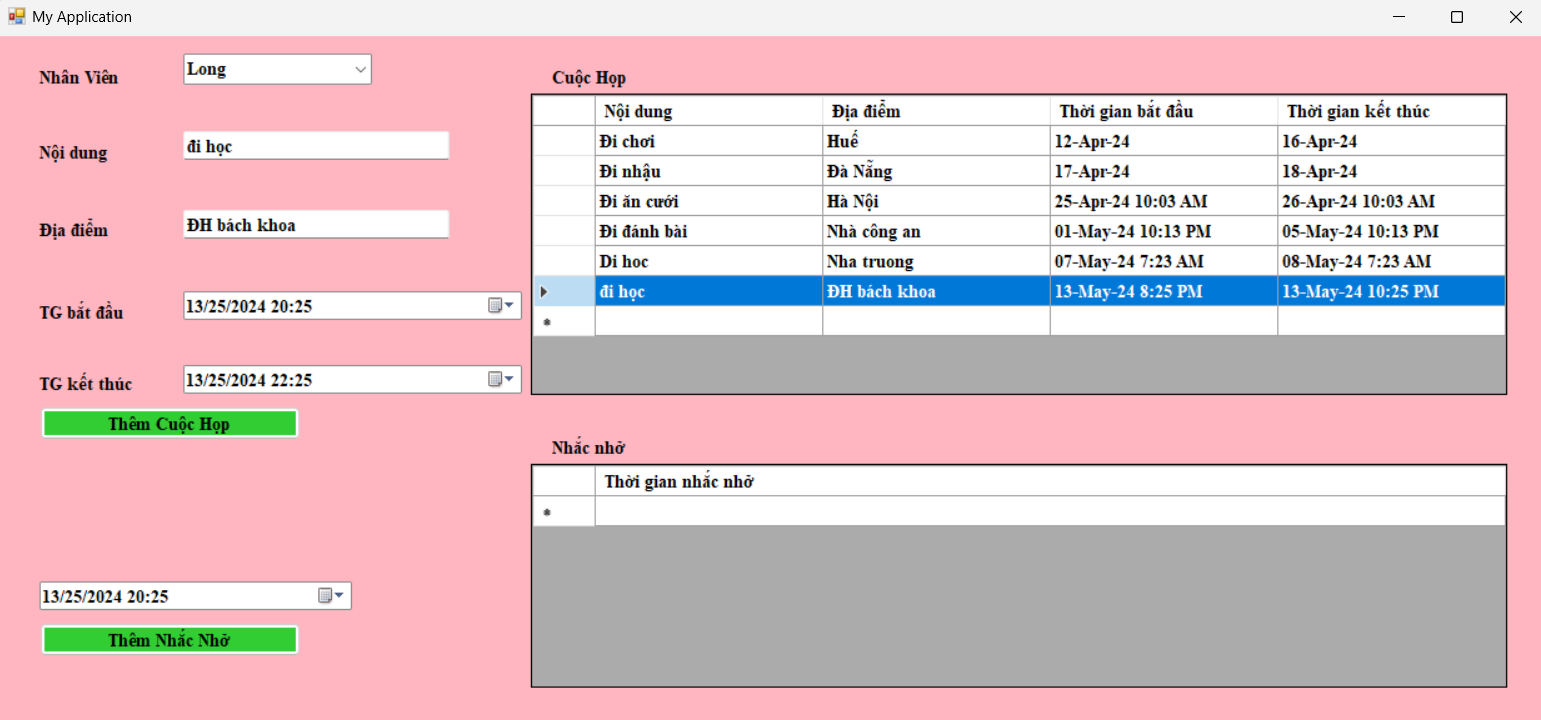 My Application
Nhân Viên
Long
Nội dung
đi học
Địa điểm
ĐH bách khoa
TG bắt đầu
13/25/2024 20:25
TG kết thúc
13/25/2024 22:25
Thêm Cuộc Họp
13/25/2024 20:25
Thêm Nhắc Nhở
Cuộc Họp
Nội dung Địa điểm Thời gian bắt đầu Thời gian kết thúc
Đi chơi Huế 12-Apr-24 16-Apr-24
Đi nhậu Đà Nẵng 17-Apr-24 18-Apr-24
Đi ăn cưới Hà Nội 25-Apr-24 10:03 AM 26-Apr-24 10:03 AM
Đi đánh bài Nhà công an 01-May-24 10:13 PM 05-May-24 10:13 PM
Di hoc Nha truong 07-May-24 7:23 AM 08-May-24 7:23 AM
đi học ĐH bách khoa 13-May-24 8:25 PM 13-May-24 10:25 PM
Nhắc nhở
Thời gian nhắc nhở